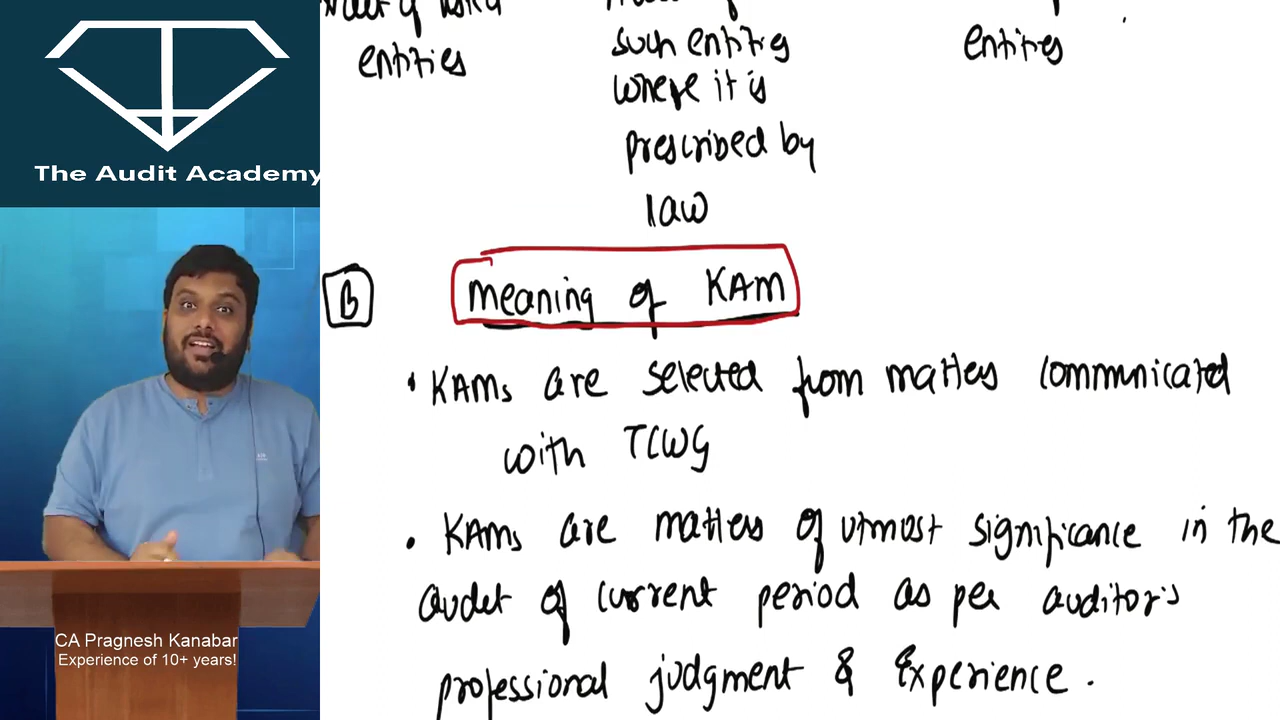 The Audit Academy
CA Pragnesh Kanabar
Experience of 10+ years!
entities
such entities
where it is
prescribed by
law
entities
B
Meaning of KAM
• KAMs are selected from matters communicated
with TCWG
• KAMs are matters of utmost significance in the
audit of current period as per auditor's
professional judgment & Experience.